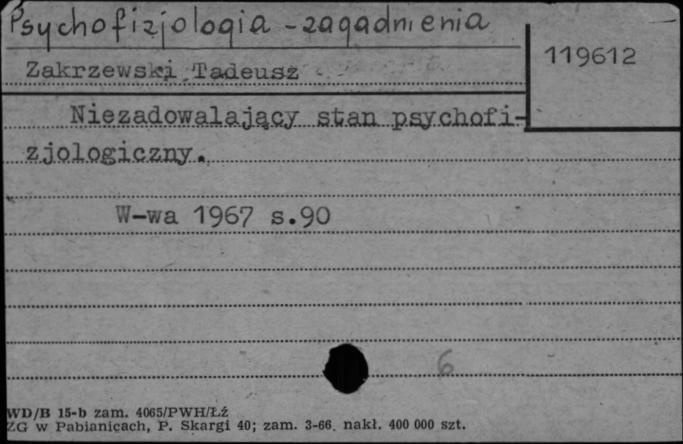 Psychofizjologia - zagadnienia
119612
Zakrzewski Tadeusz
Niezadowalający stan psychofi-
zjologiczny.
W-wa 1967 s.90
6
WD/B 15-b zam. 4065/PWH/Łź
ZG w Pabianicach, P. Skargi 40; zam. 3-66. nakł. 400 000 szt.